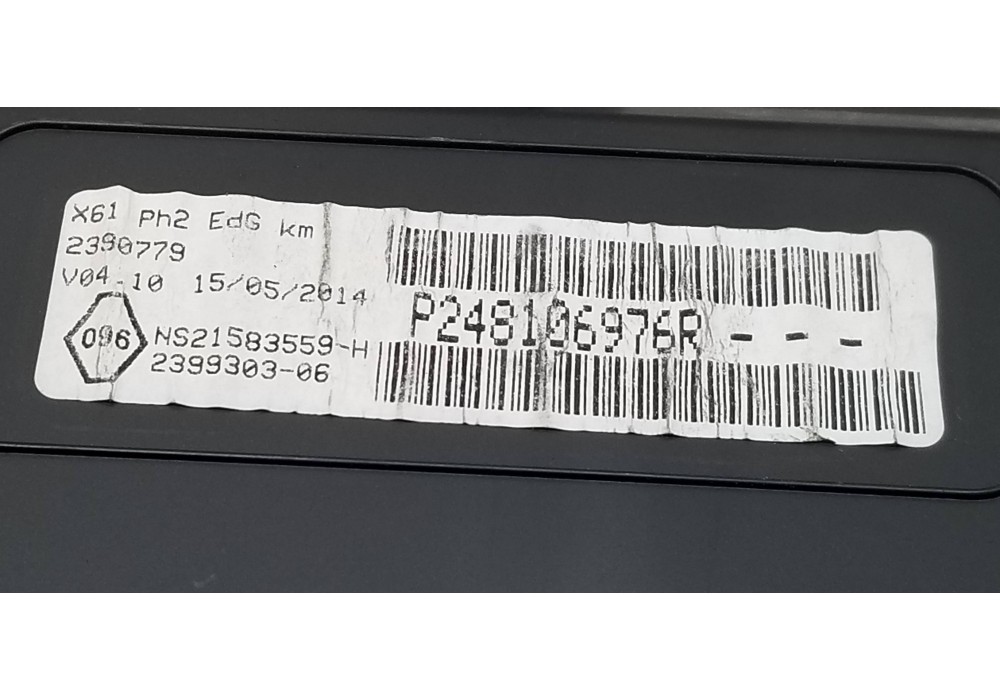 X61 Ph2 EdG km
2390779
V04.10 15/05/2014
096
NS21583559-H
2399303-06
P248106976R - - -